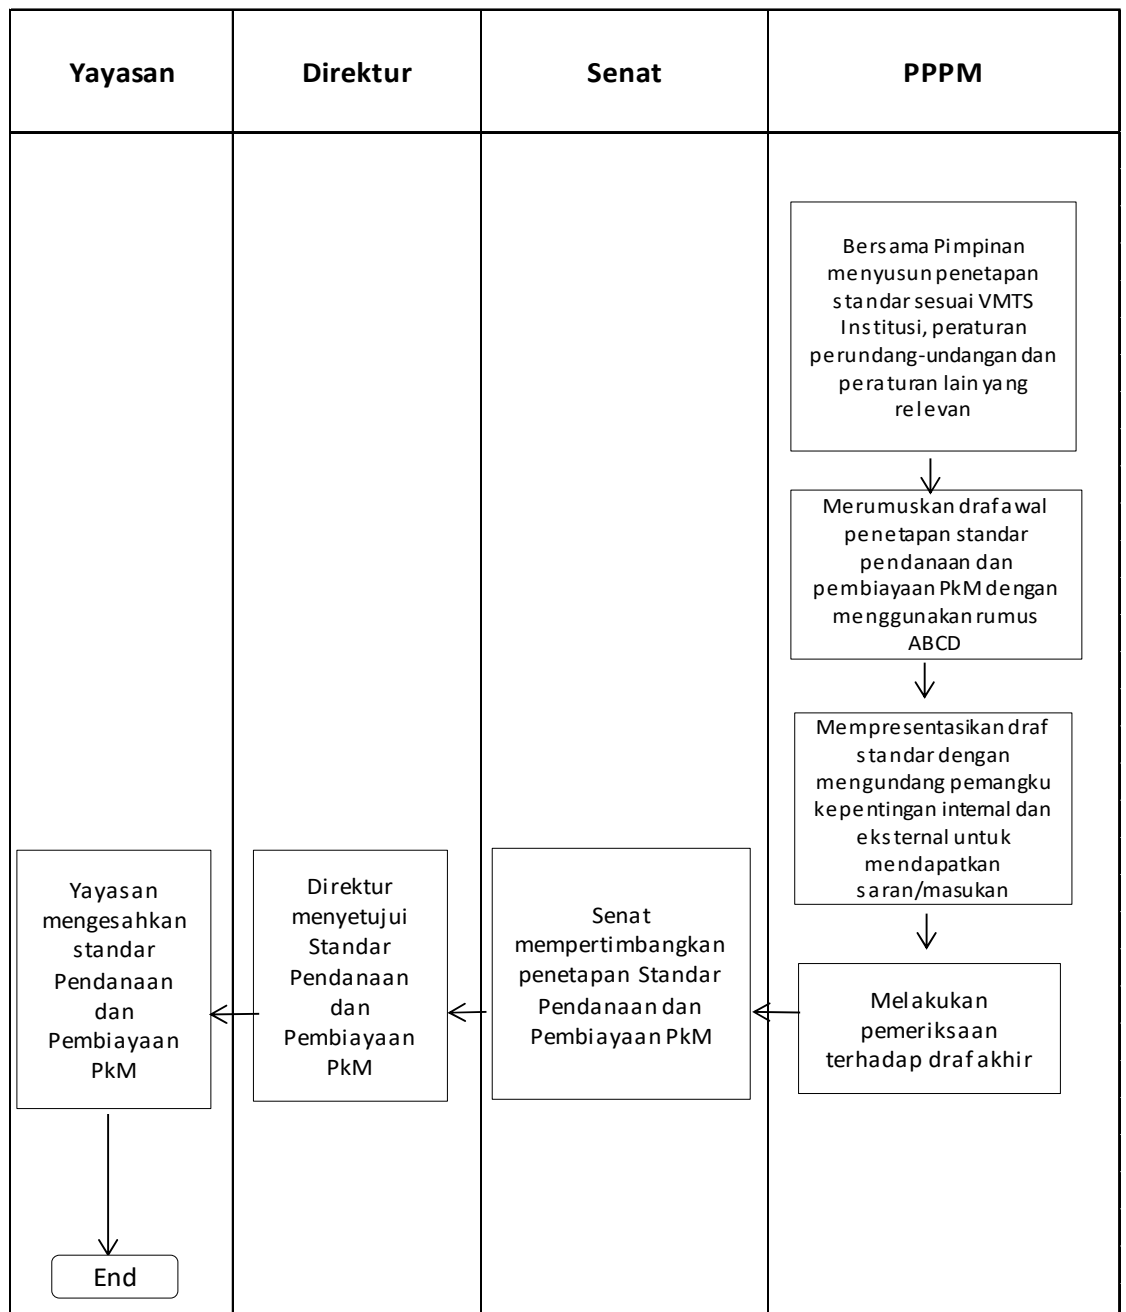 Yayasan
Direktur
Senat
PPPM
Bersama Pimpinan
menyusun penetapan
standar sesuai VMTS
Institusi, peraturan
perundang-undangan dan
peraturan lain yang
relevan
Merumuskan draf awal
penetapan standar
pendanaan dan
pembiayaan PkM dengan
menggunakan rumus
ABCD
Mempresentasikan draf
standar dengan
mengundang pemangku
kepentingan internal dan
eksternal untuk
mendapatkan
saran/masukan
Melakukan
pemeriksaan
terhadap draf akhir
Senat
mempertimbangkan
penetapan Standar
Pendanaan dan
Pembiayaan PkM
Direktur
menyetujui
Standar
Pendanaan
dan
Pembiayaan
PkM
Yayasan
mengesahkan
standar
Pendanaan
dan
Pembiayaan
PkM
End